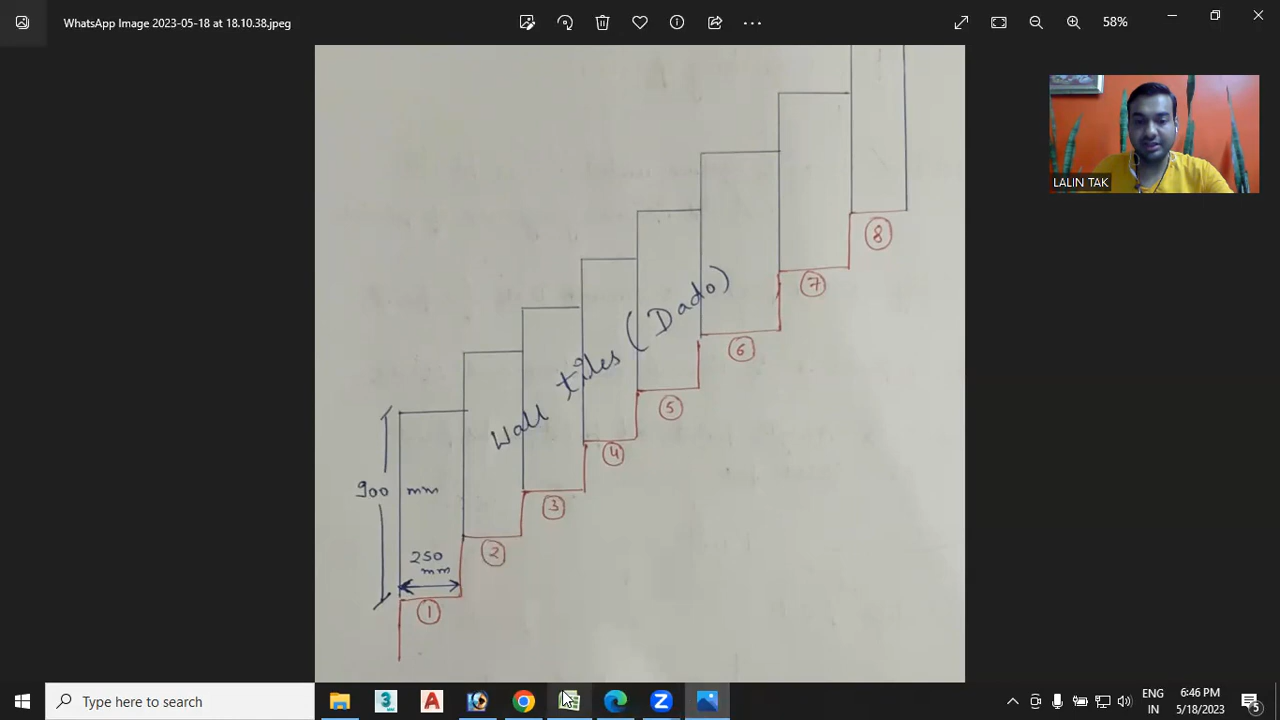 WhatsApp Image 2023-05-18 at 18.10.38.jpeg
58%
LALIN TAK
8
7
Wall tiles (Dado)
6
5
4
900 mm
3
250
mm
2
1
Type here to search
ENG
IN
6:46 PM
5/18/2023
5